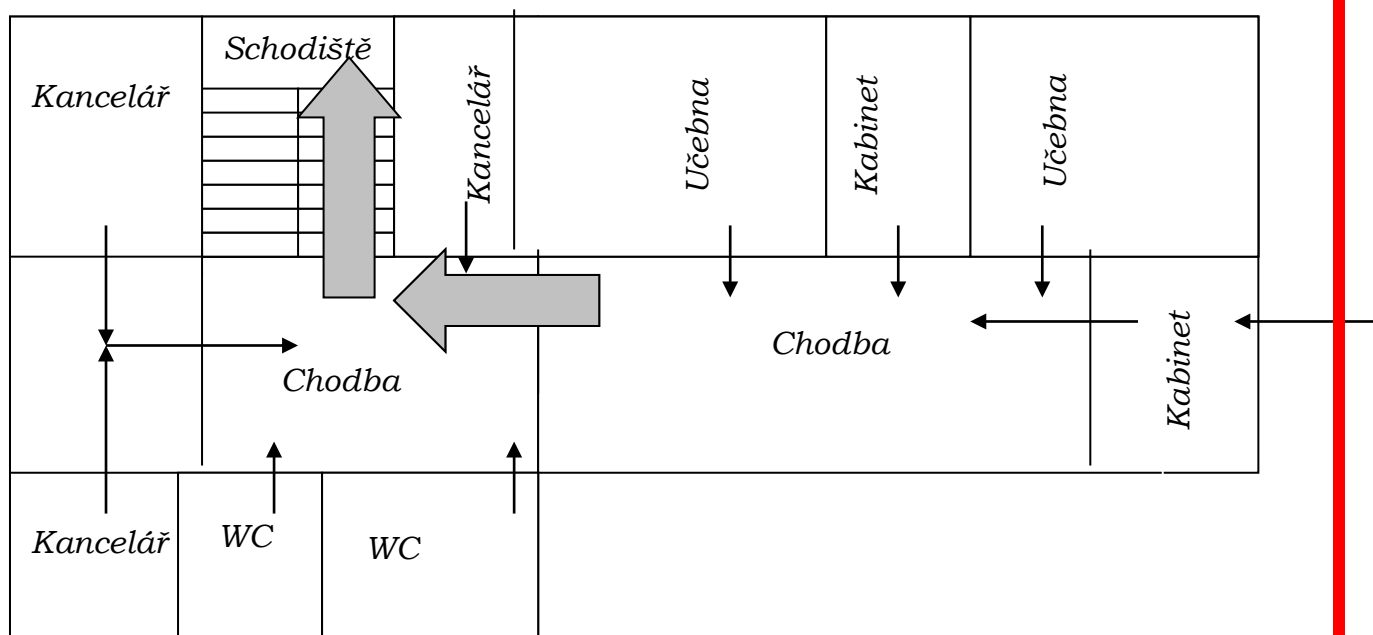 Schodiště
Kancelář
Kancelář
Učebna
Kabinet
Učebna
Chodba
Kabinet
Chodba
Kancelář
WC
WC